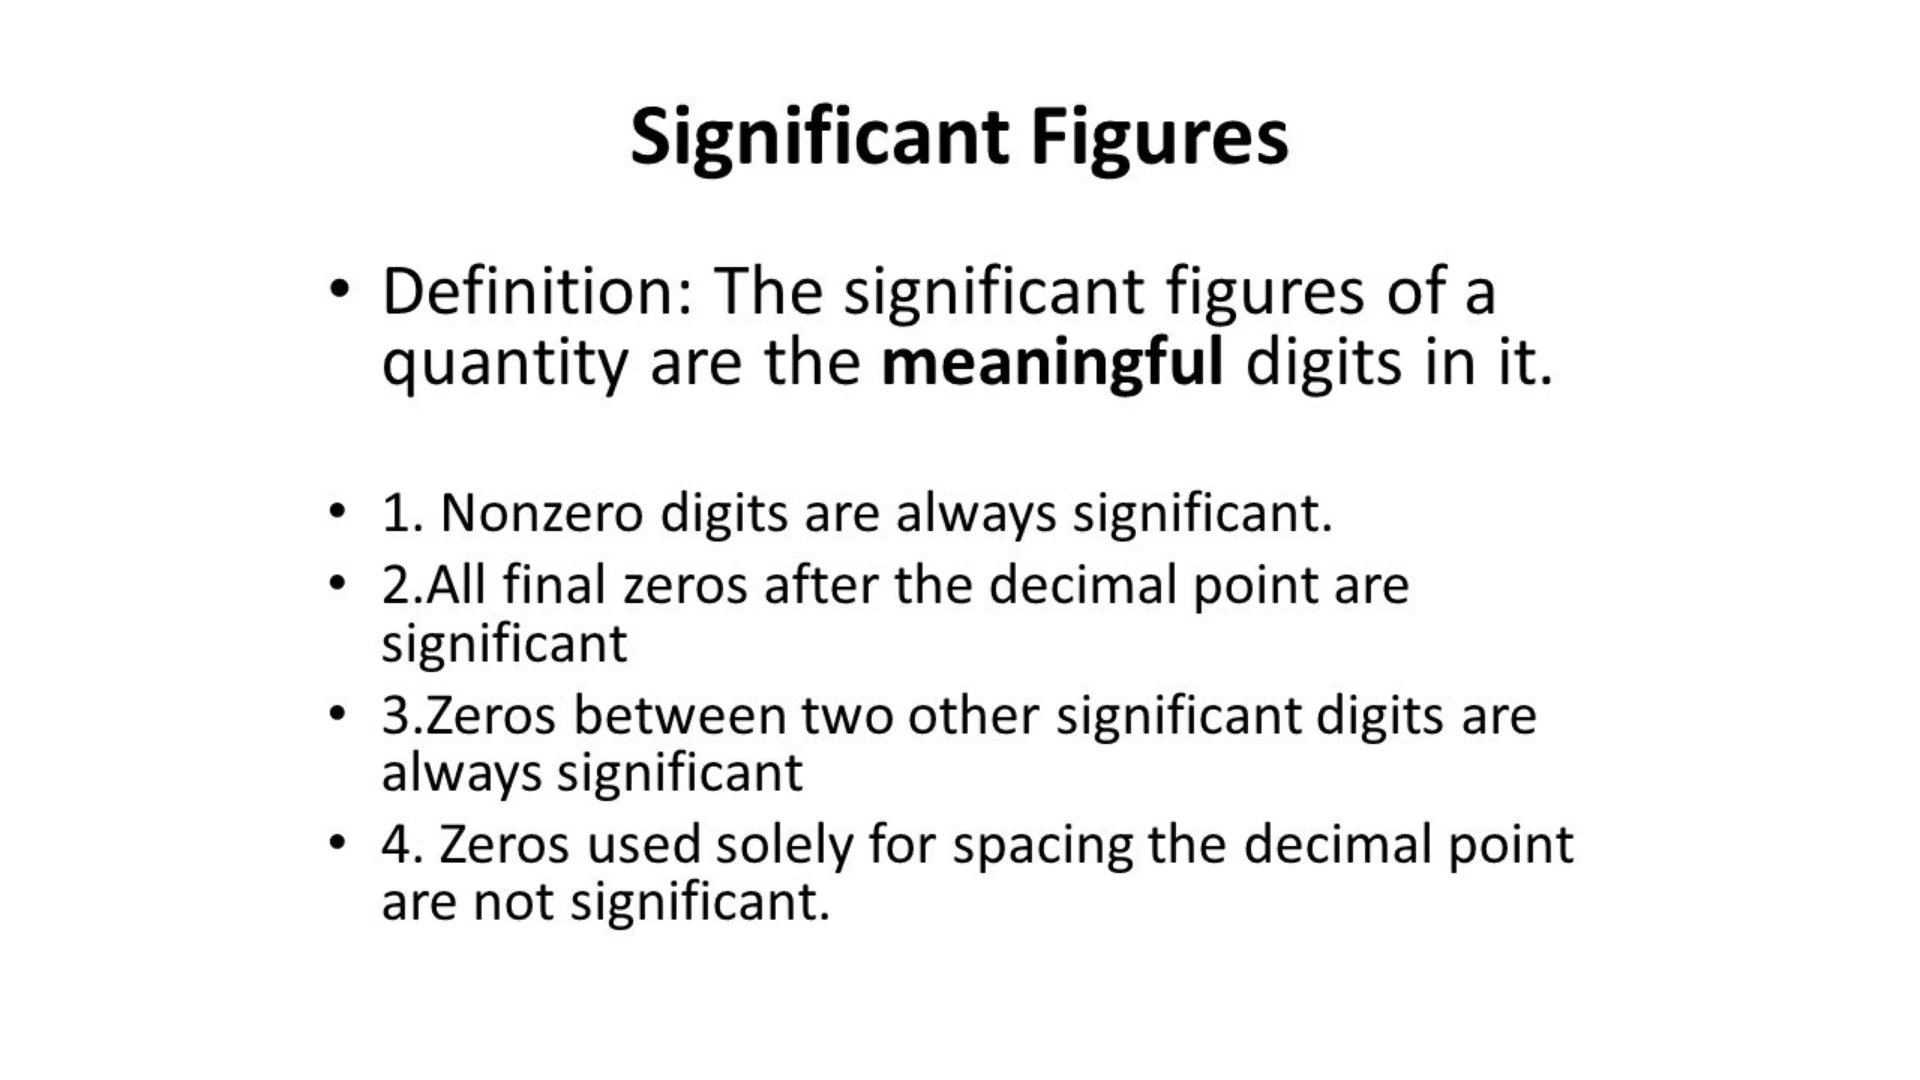 Significant Figures
• Definition: The significant figures of a
quantity are the meaningful digits in it.
• 1. Nonzero digits are always significant.
• 2.All final zeros after the decimal point are
significant
• 3.Zeros between two other significant digits are
always significant
• 4. Zeros used solely for spacing the decimal point
are not significant.